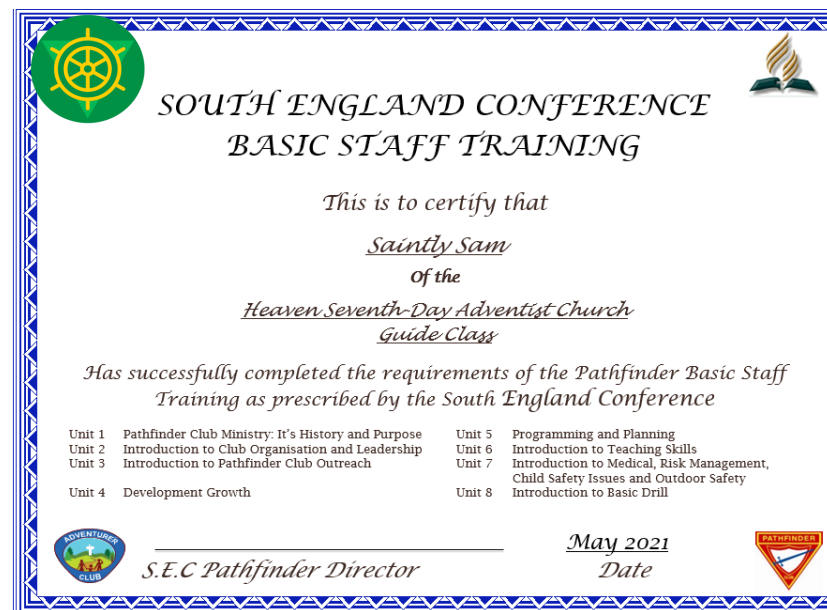 SOUTH ENGLAND CONFERENCE
BASIC STAFF TRAINING
This is to certify that
Saintly Sam
Of the
Heaven Seventh-Day Adventist Church
Guide Class
Has successfully completed the requirements of the Pathfinder Basic Staff
Training as prescribed by the South England Conference
Unit 1 Pathfinder Club Ministry: It's History and Purpose
Unit 2 Introduction to Club Organisation and Leadership
Unit 3 Introduction to Pathfinder Club Outreach
Unit 4 Development Growth
Unit 5 Programming and Planning
Unit 6 Introduction to Teaching Skills
Unit 7 Introduction to Medical, Risk Management,
Child Safety Issues and Outdoor Safety
Unit 8 Introduction to Basic Drill
ADVENTURER
CLUB
S.E.C Pathfinder Director
May 2021
Date
PATHFINDER
CLUB